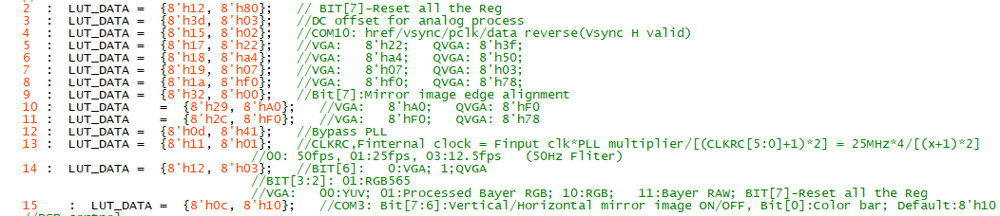 2 : LUT_DATA = {8'h12, 8'h80}; // BIT[7]-Reset all the Reg
3 : LUT_DATA = {8'h3d, 8'h03}; //DC offset for analog process
4 : LUT_DATA = {8'h15, 8'h02}; //COM10: href/vsync/pclk/data reverse(Vsync H valid)
5 : LUT_DATA = {8'h17, 8'h22}; //VGA: 8'h22; QVGA: 8'h3f;
6 : LUT_DATA = {8'h18, 8'ha4}; //VGA: 8'ha4; QVGA: 8'h50;
7 : LUT_DATA = {8'h19, 8'h07}; //VGA: 8'h07; QVGA: 8'h03;
8 : LUT_DATA = {8'h1a, 8'hf0}; //VGA: 8'hf0; QVGA: 8'h78;
9 : LUT_DATA = {8'h32, 8'h00}; //Bit[7]:Mirror image edge alignment
10 : LUT_DATA = {8'h29, 8'hA0}; //VGA: 8'hA0; QVGA: 8'hF0
11 : LUT_DATA = {8'h2C, 8'hF0}; //VGA: 8'hF0; QVGA: 8'h78
12 : LUT_DATA = {8'h0d, 8'h41}; //Bypass PLL
13 : LUT_DATA = {8'h11, 8'h01}; //CLKRC,Finternal clock = Finput clk*PLL multiplier/[(CLKRC[5:0]+1)*2] = 25MHz*4/[(x+1)*2]
//00: 50fps, 01:25fps, 03:12.5fps (50Hz Fliter)
14 : LUT_DATA = {8'h12, 8'h03}; //BIT[6]: 0:VGA; 1;QVGA
//BIT[3:2]: 01:RGB565
//VGA: 00:YUV; 01:Processed Bayer RGB; 10:RGB; 11:Bayer RAW; BIT[7]-Reset all the Reg
15 : LUT_DATA = {8'h0c, 8'h10}; //COM3: Bit[7:6]:Vertical/Horizontal mirror image ON/OFF, Bit[0]:Color bar; Default:8'h10